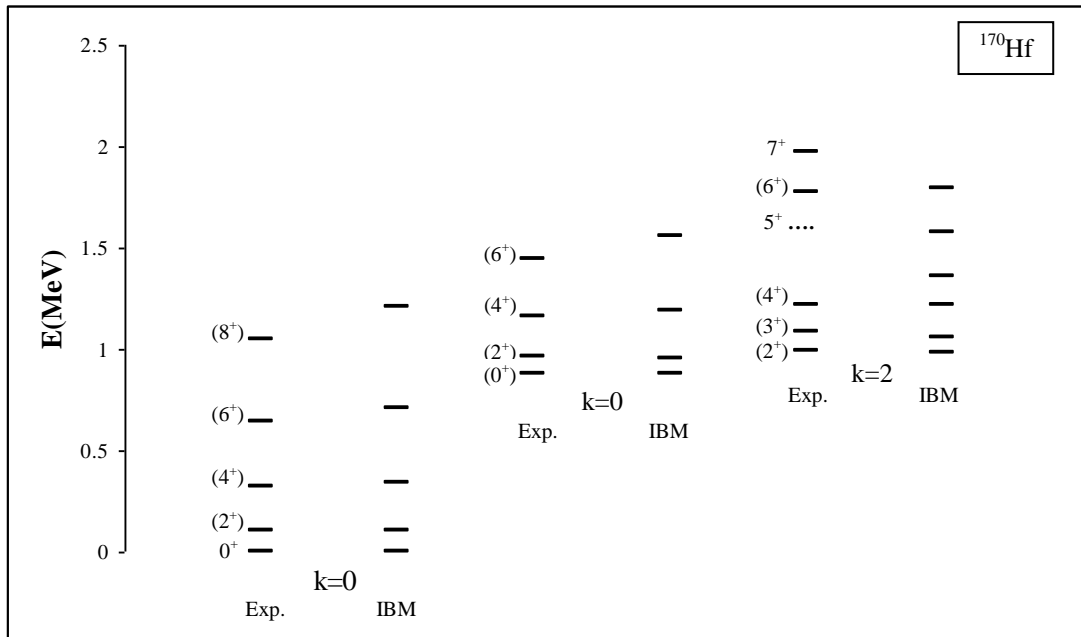 ¹⁷⁰Hf
E(MeV)
2.5
2
1.5
1
0.5
0
(8⁺)
(6⁺)
(4⁺)
(2⁺)
0⁺
k=0
Exp.
IBM
(6⁺)
(4⁺)
(2⁺)
(0⁺)
k=0
Exp.
IBM
7⁺
(6⁺)
5⁺
(4⁺)
(3⁺)
(2⁺)
k=2
Exp.
IBM